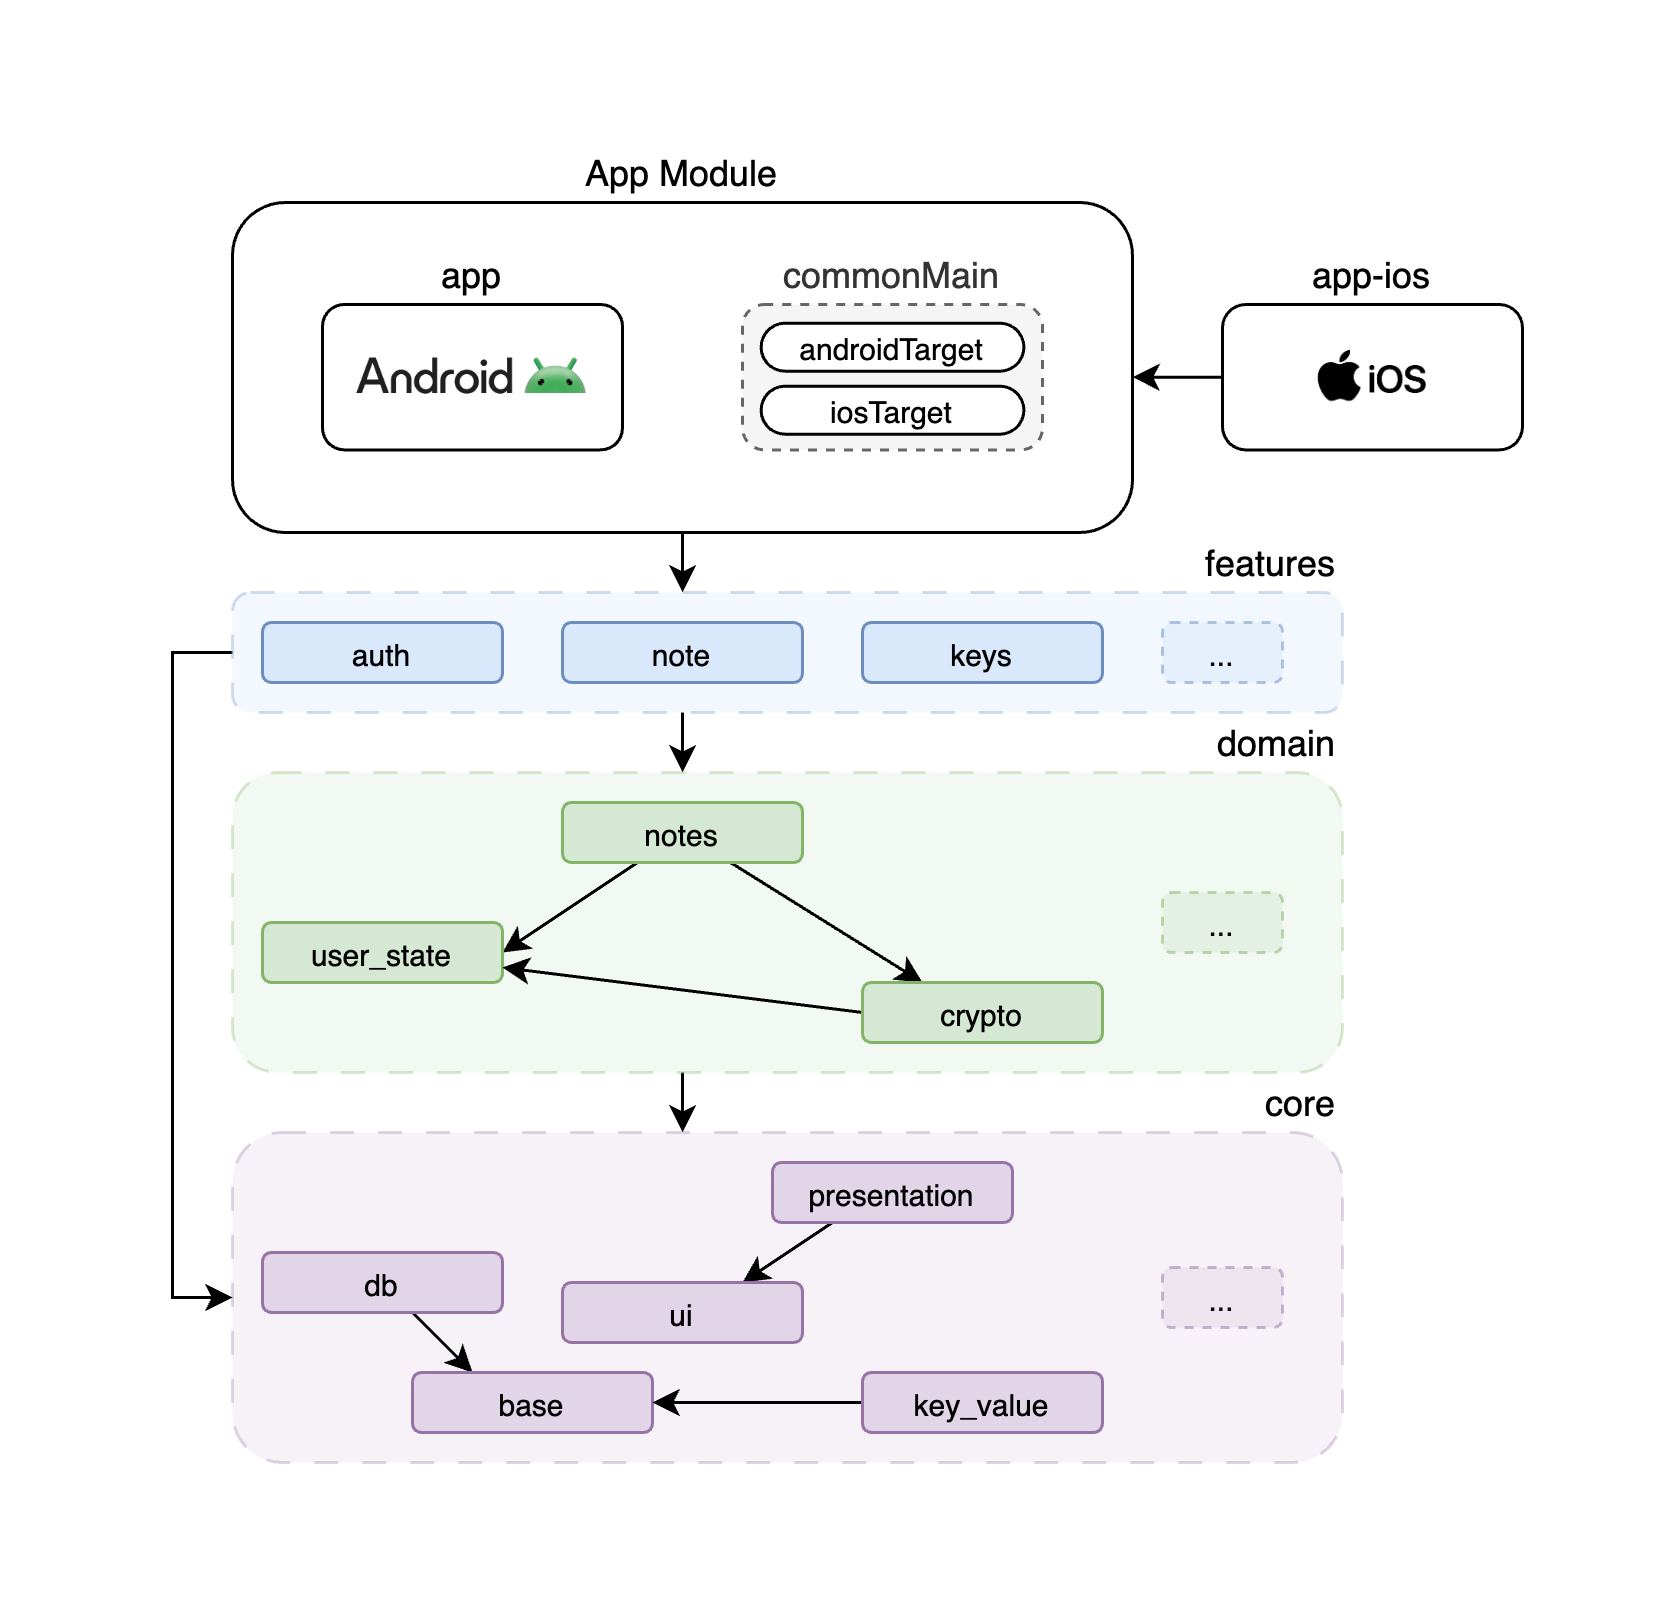 App Module
app
commonMain
app-ios
Android
androidTarget
iosTarget
iOS
features
auth
note
keys
...
domain
notes
user_state
crypto
...
core
presentation
db
ui
...
base
key_value